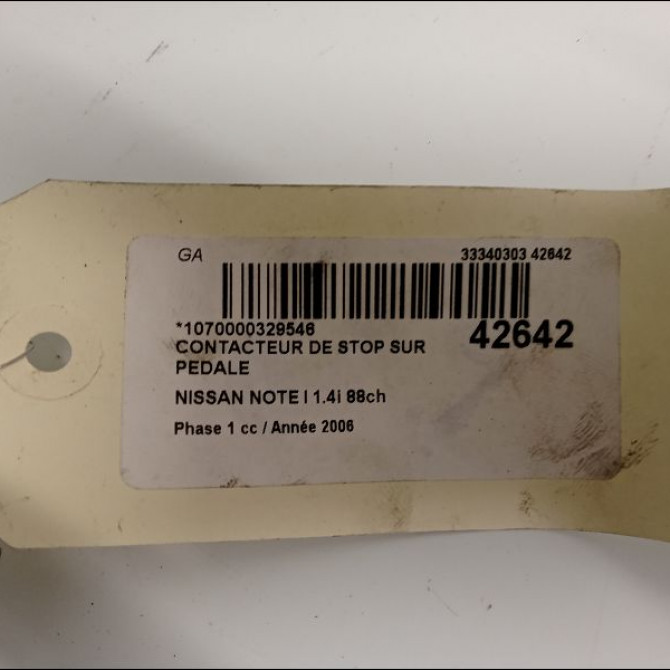 GA 33340303 42642
*1070000329546 42642
CONTACTEUR DE STOP SUR
PEDALE
NISSAN NOTE I 1.4i 88ch
Phase 1 cc / Année 2006